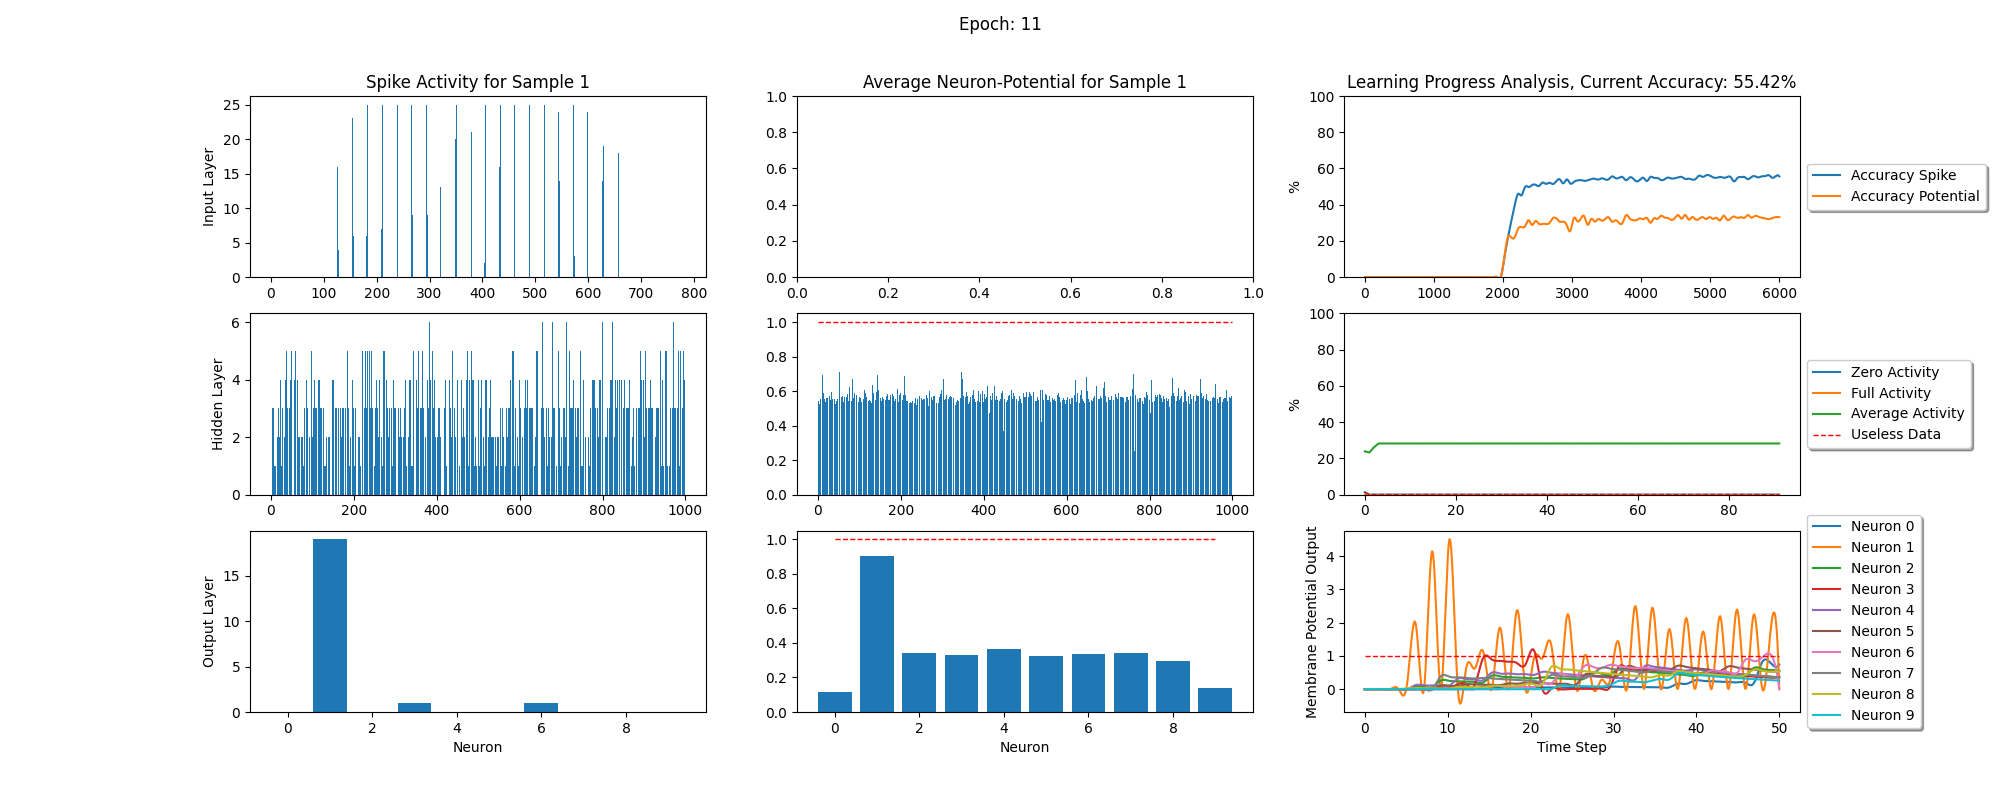 Epoch: 11
Spike Activity for Sample 1
Average Neuron-Potential for Sample 1
Learning Progress Analysis, Current Accuracy: 55.42%
Input Layer
25
20
15
10
5
0
0 100 200 300 400 500 600 700 800
1.0
0.8
0.6
0.4
0.2
0.0
0.0 0.2 0.4 0.6 0.8 1.0
%
100
80
60
40
20
0
0 1000 2000 3000 4000 5000 6000
Accuracy Spike
Accuracy Potential
Hidden Layer
6
4
2
0
0 200 400 600 800 1000
1.0
0.8
0.6
0.4
0.2
0.0
0 200 400 600 800 1000
%
100
80
60
40
20
0
0 20 40 60 80
Zero Activity
Full Activity
Average Activity
Useless Data
Output Layer
15
10
5
0
0 2 4 6 8
Neuron
1.0
0.8
0.6
0.4
0.2
0.0
0 2 4 6 8
Neuron
Membrane Potential Output
4
3
2
1
0
0 10 20 30 40 50
Time Step
Neuron 0
Neuron 1
Neuron 2
Neuron 3
Neuron 4
Neuron 5
Neuron 6
Neuron 7
Neuron 8
Neuron 9